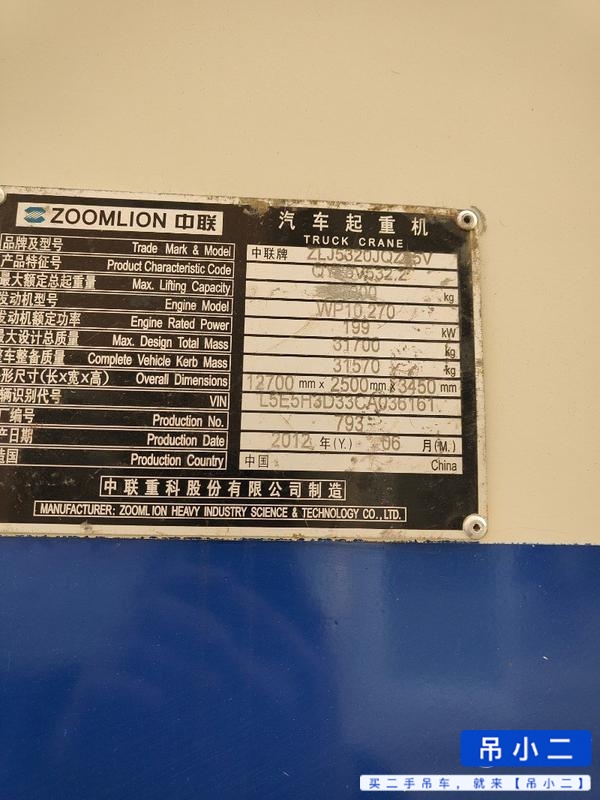 ZOOMLION 中联
汽车起重机
TRUCK CRANE
品牌及型号 Trade Mark & Model 中联牌
产品特征号 Product Characteristic Code
最大额定总起重量 Max. Lifting Capacity kg
发动机型号 Engine Model WP10.270
发动机额定功率 Engine Rated Power 199 kW
最大设计总质量 Max. Design Total Mass 31700 kg
整车整备质量 Complete Vehicle Kerb Mass 31570 kg
外形尺寸(长×宽×高) Overall Dimensions 12700 mm x 2500mm x 3450 mm
车辆识别代号 VIN L5E5H3D33CA036161
出厂编号 Production No. 793
生产日期 Production Date 2012 年(Y.) 06 月(M.)
制造国 Production Country 中国 China
中联重科股份有限公司制造
MANUFACTURER: ZOOMLION HEAVY INDUSTRY SCIENCE & TECHNOLOGY CO.,LTD.
吊小二
买二手吊车,就来【吊小二】